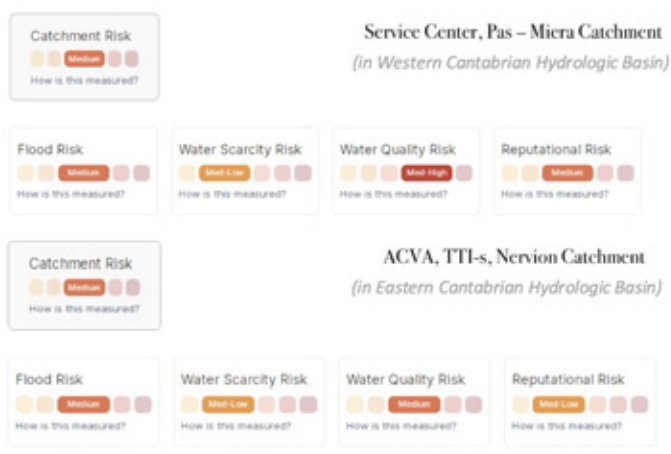 Catchment Risk
Medium
How is this measured?
Service Center, Pas – Miera Catchment
(in Western Cantabrian Hydrologic Basin)
Flood Risk
Medium
How is this measured?
Water Scarcity Risk
Med-Low
How is this measured?
Water Quality Risk
Med-High
How is this measured?
Reputational Risk
Medium
How is this measured?
Catchment Risk
Medium
How is this measured?
ACVA, TTI-s, Nervion Catchment
(in Eastern Cantabrian Hydrologic Basin)
Flood Risk
Medium
How is this measured?
Water Scarcity Risk
Med-Low
How is this measured?
Water Quality Risk
Medium
How is this measured?
Reputational Risk
Med-Low
How is this measured?